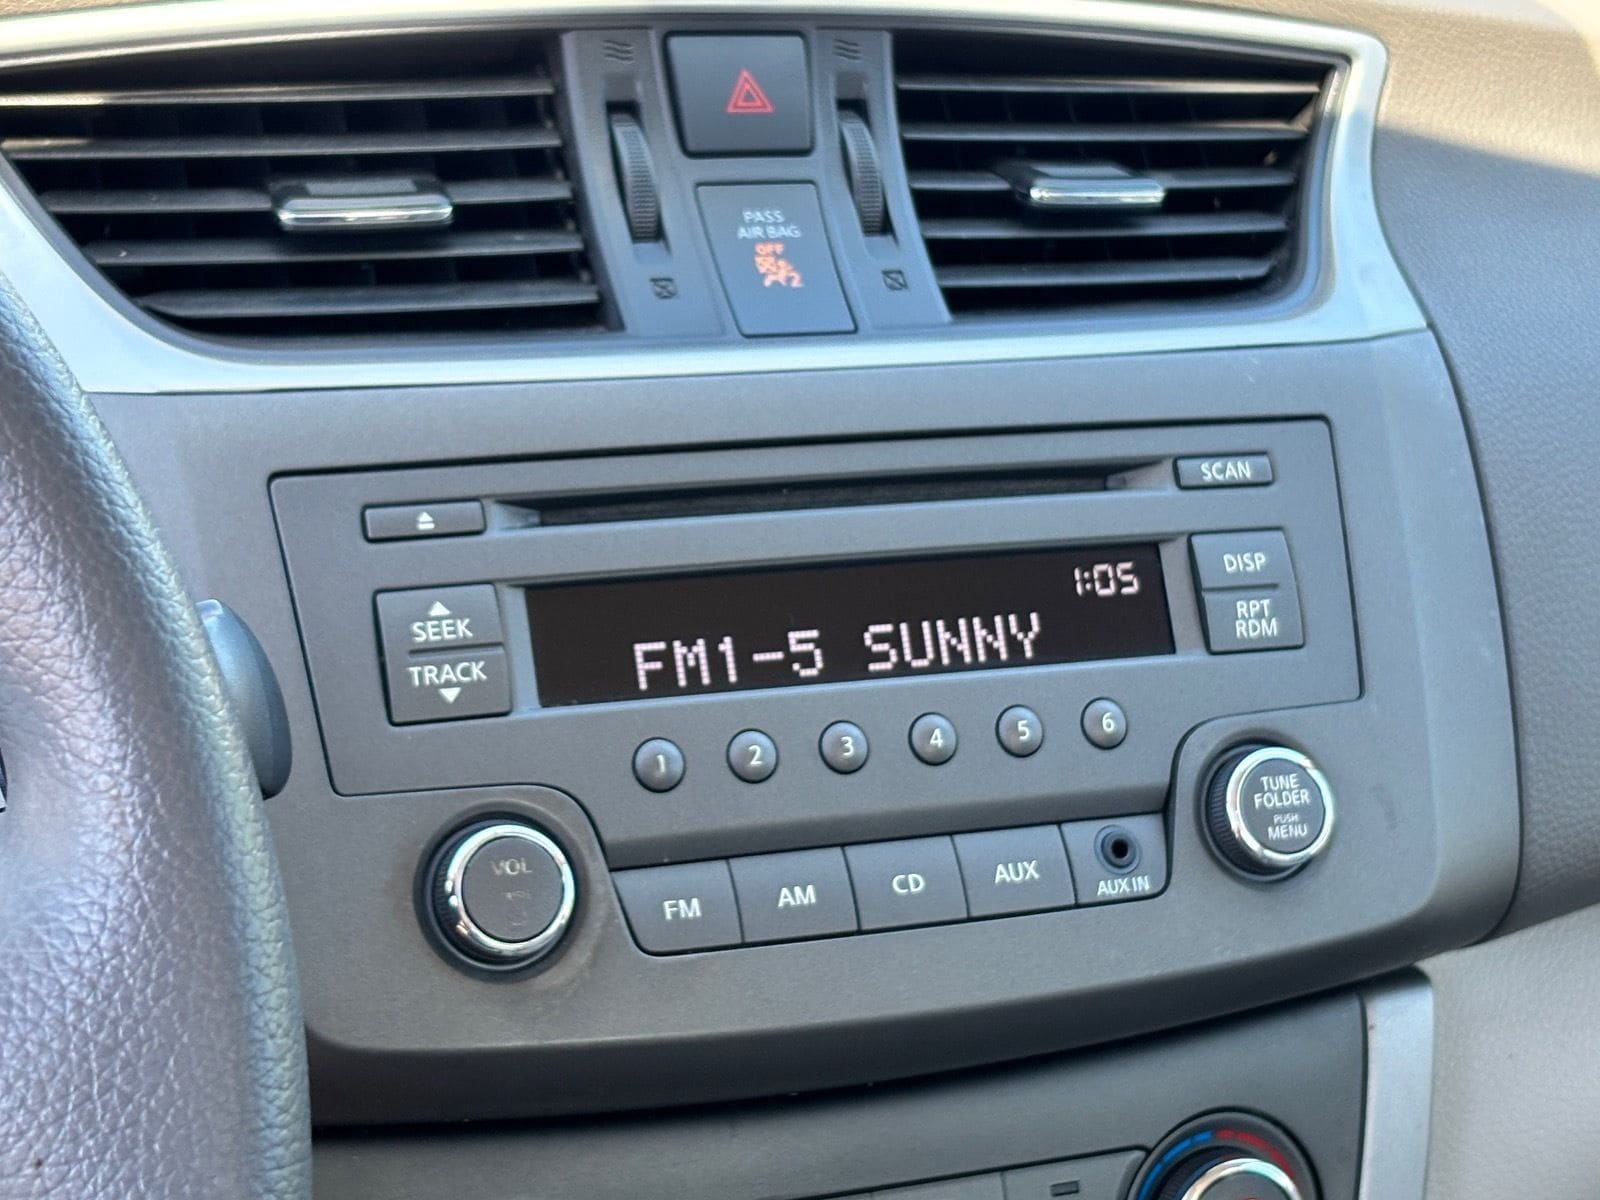 PASS
AIR BAG
OFF
2
SCAN
1:05
FM1-5 SUNNY
SEEK
TRACK
DISP
RPT
RDM
1 2 3 4 5 6
VOL
TUNE
FOLDER
PUSH
MENU
FM AM CD AUX
AUX IN